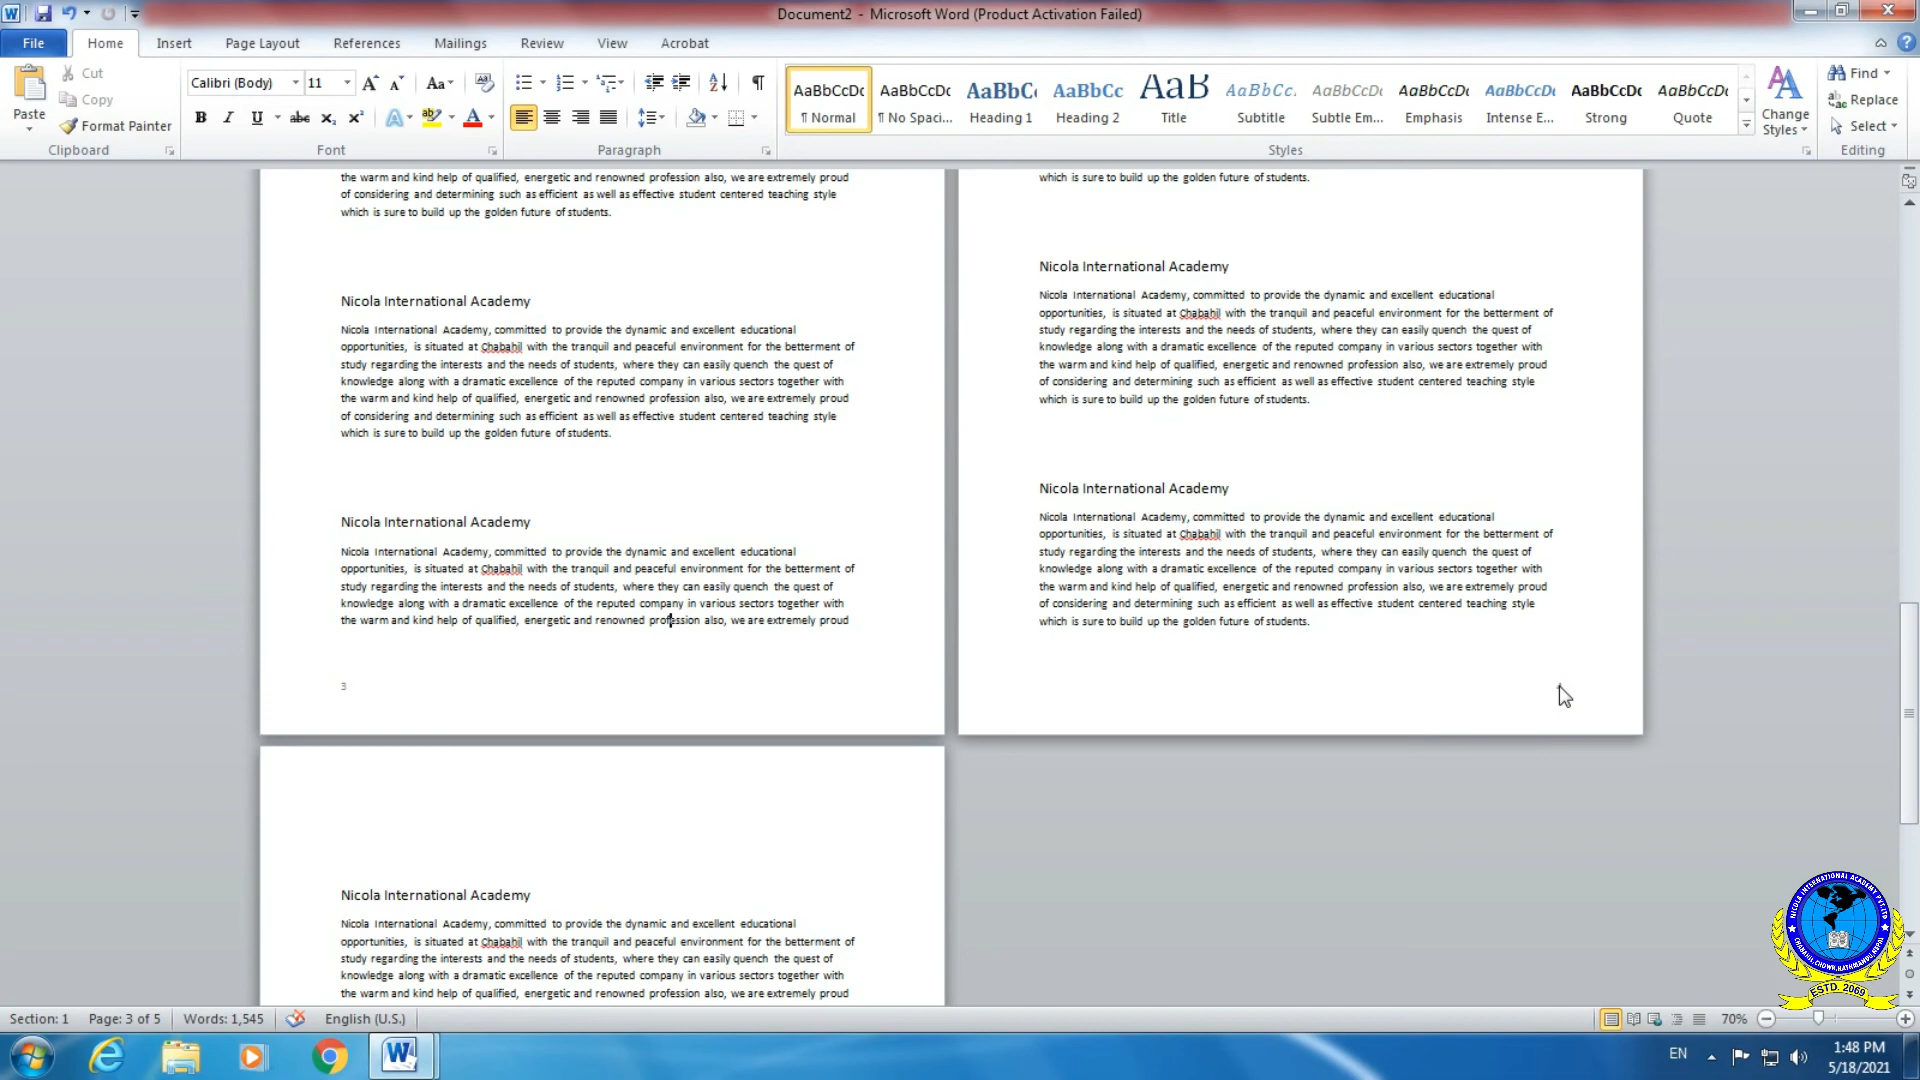 Document2 - Microsoft Word (Product Activation Failed)
File Home Insert Page Layout References Mailings Review View Acrobat
Paste
Cut
Copy
Format Painter
Clipboard
Calibri (Body) 11
Font
Paragraph
AaBbCcDc AaBbCcDc AaBbC AaBbCc AaB AaBbCc. AaBbCcDc AaBbCcDc AaBbCcDc AaBbCcDc AaBbCcDc
¶ Normal ¶ No Spaci... Heading 1 Heading 2 Title Subtitle Subtle Em... Emphasis Intense E... Strong Quote
Change
Styles
Styles
Find
Replace
Select
Editing
the warm and kind help of qualified, energetic and renowned profession also, we are extremely proud
of considering and determining such as efficient as well as effective student centered teaching style
which is sure to build up the golden future of students.
Nicola International Academy
Nicola International Academy, committed to provide the dynamic and excellent educational
opportunities, is situated at Chabahil with the tranquil and peaceful environment for the betterment of
study regarding the interests and the needs of students, where they can easily quench the quest of
knowledge along with a dramatic excellence of the reputed company in various sectors together with
the warm and kind help of qualified, energetic and renowned profession also, we are extremely proud
of considering and determining such as efficient as well as effective student centered teaching style
which is sure to build up the golden future of students.
Nicola International Academy
Nicola International Academy, committed to provide the dynamic and excellent educational
opportunities, is situated at Chabahil with the tranquil and peaceful environment for the betterment of
study regarding the interests and the needs of students, where they can easily quench the quest of
knowledge along with a dramatic excellence of the reputed company in various sectors together with
the warm and kind help of qualified, energetic and renowned profession also, we are extremely proud
3
which is sure to build up the golden future of students.
Nicola International Academy
Nicola International Academy, committed to provide the dynamic and excellent educational
opportunities, is situated at Chabahil with the tranquil and peaceful environment for the betterment of
study regarding the interests and the needs of students, where they can easily quench the quest of
knowledge along with a dramatic excellence of the reputed company in various sectors together with
the warm and kind help of qualified, energetic and renowned profession also, we are extremely proud
of considering and determining such as efficient as well as effective student centered teaching style
which is sure to build up the golden future of students.
Nicola International Academy
Nicola International Academy, committed to provide the dynamic and excellent educational
opportunities, is situated at Chabahil with the tranquil and peaceful environment for the betterment of
study regarding the interests and the needs of students, where they can easily quench the quest of
knowledge along with a dramatic excellence of the reputed company in various sectors together with
the warm and kind help of qualified, energetic and renowned profession also, we are extremely proud
of considering and determining such as efficient as well as effective student centered teaching style
which is sure to build up the golden future of students.
Nicola International Academy
Nicola International Academy, committed to provide the dynamic and excellent educational
opportunities, is situated at Chabahil with the tranquil and peaceful environment for the betterment of
study regarding the interests and the needs of students, where they can easily quench the quest of
knowledge along with a dramatic excellence of the reputed company in various sectors together with
the warm and kind help of qualified, energetic and renowned profession also, we are extremely proud
NICOLA INTERNATIONAL ACADEMY PVT.LTD
CHABAHIL CHOWK, KATHMANDU, NEPAL
ESTD. 2069
Section: 1 Page: 3 of 5 Words: 1,545 English (U.S.) 70%
EN 1:48 PM
5/18/2021